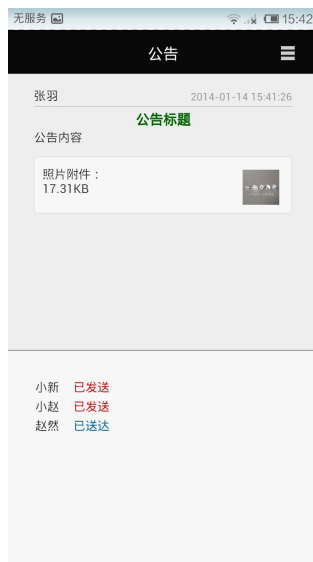 无服务 15:42
公告
张羽 2014-01-14 15:41:26
公告标题
公告内容
照片附件：
17.31KB
小新 已发送
小赵 已发送
赵然 已送达